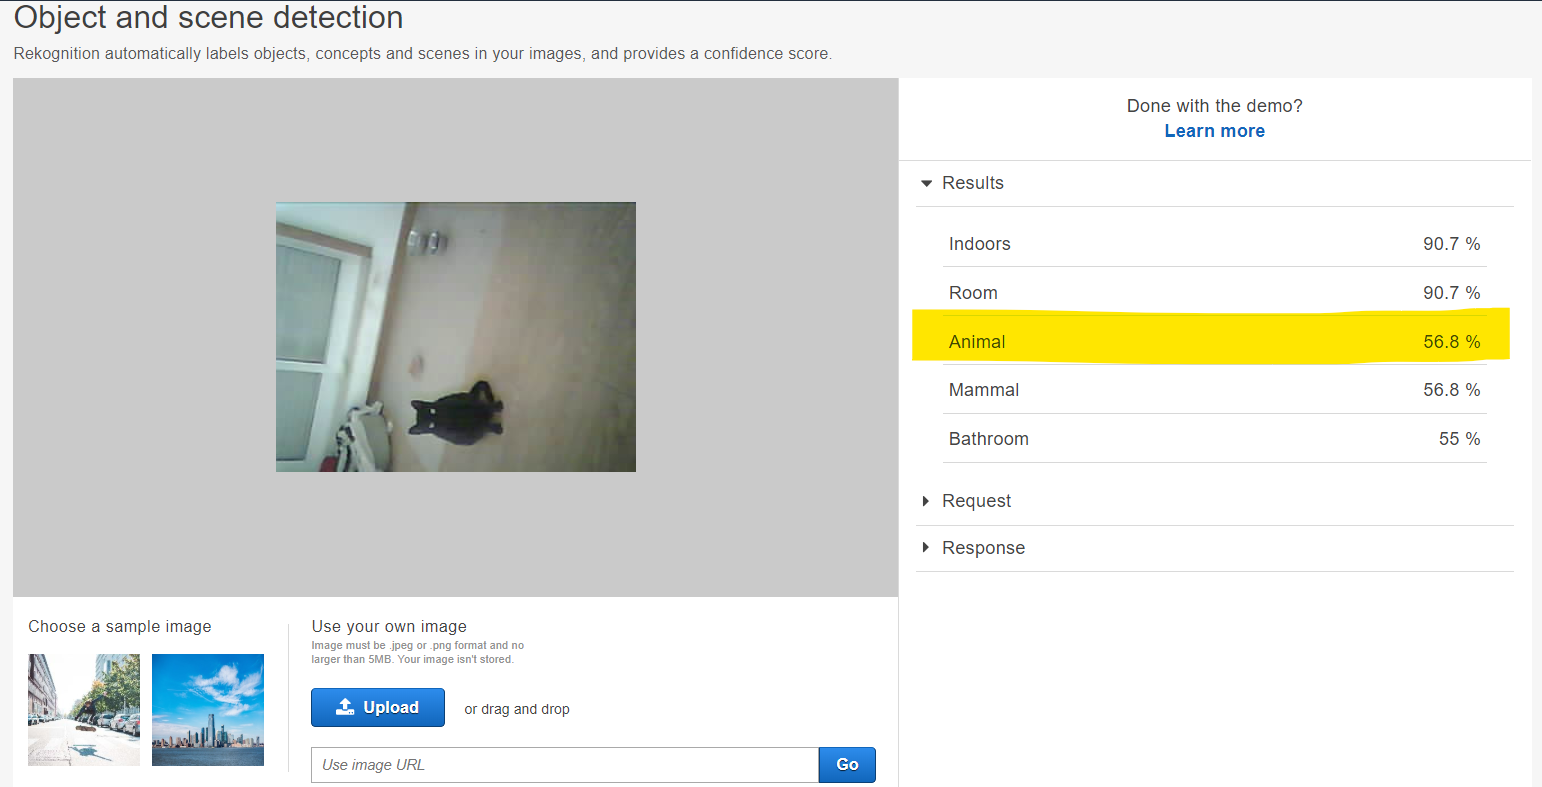 Object and scene detection
Rekognition automatically labels objects, concepts and scenes in your images, and provides a confidence score.
Done with the demo?
Learn more
Results
Indoors 90.7 %
Room 90.7 %
Animal 56.8 %
Mammal 56.8 %
Bathroom 55 %
Request
Response
Choose a sample image
Use your own image
Image must be .jpeg or .png format and no
larger than 5MB. Your image isn't stored.
Upload or drag and drop
Use image URL Go